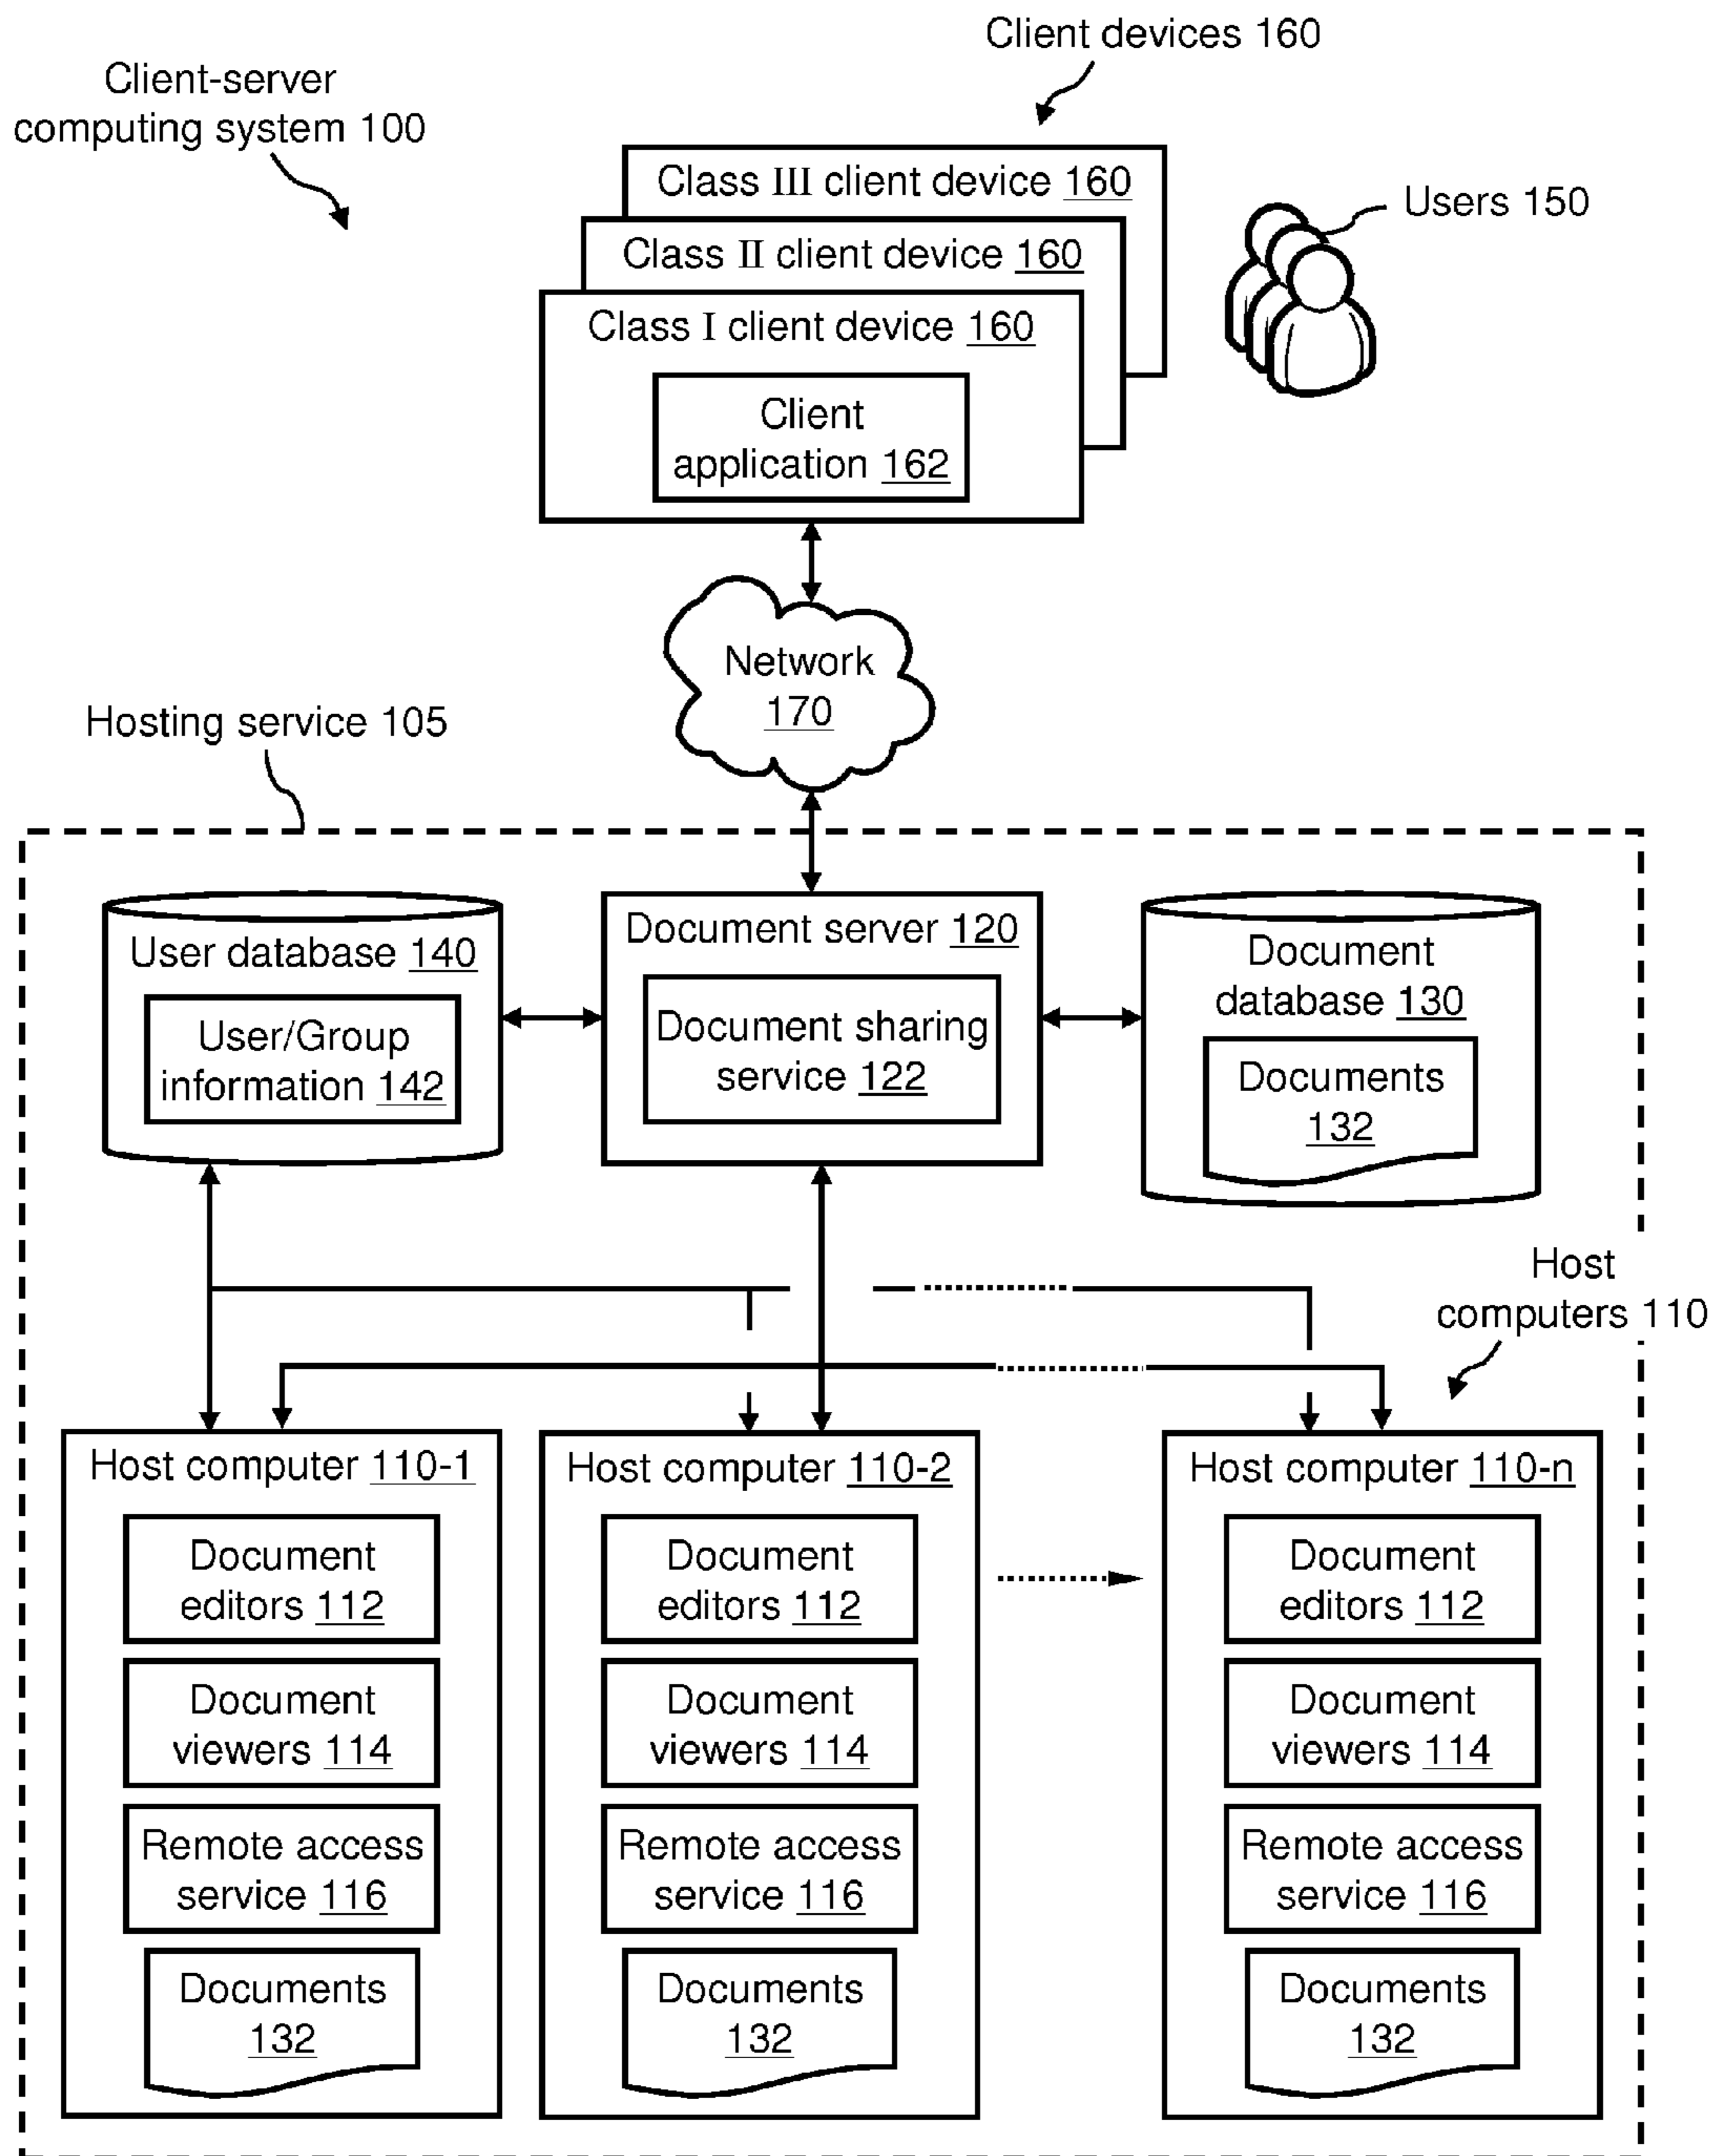 Client devices 160
Client-server
computing system 100
Class III client device 160
Users 150
Class II client device 160
Class I client device 160
Client
application 162
Network
170
Hosting service 105
User database 140
User/Group
information 142
Document server 120
Document sharing
service 122
Document
database 130
Documents
132
Host
computers 110
Host computer 110-1
Document
editors 112
Document
viewers 114
Remote access
service 116
Documents
132
Host computer 110-2
Document
editors 112
Document
viewers 114
Remote access
service 116
Documents
132
Host computer 110-n
Document
editors 112
Document
viewers 114
Remote access
service 116
Documents
132